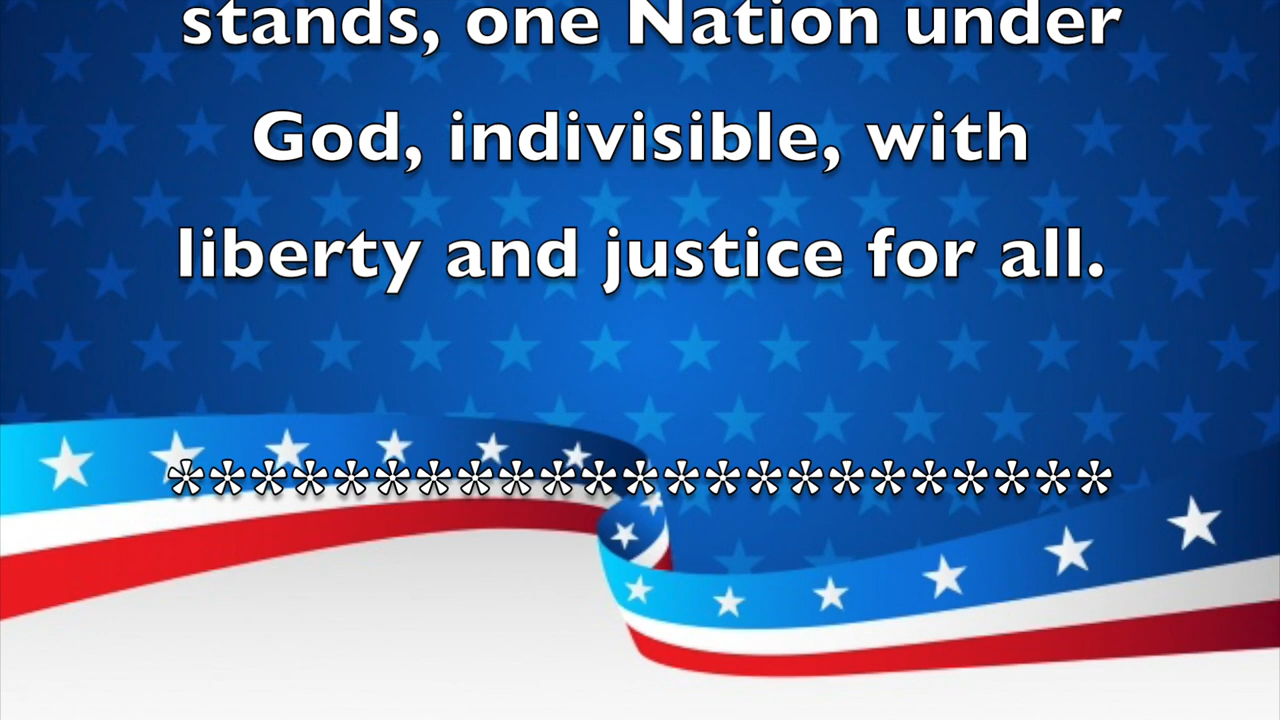 stands, one Nation under
God, indivisible, with
liberty and justice for all.
***********************